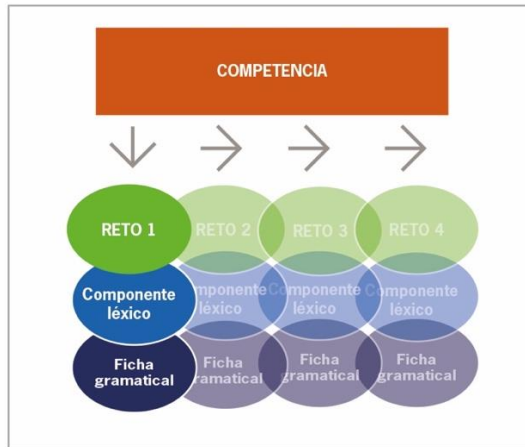 COMPETENCIA
RETO 1 RETO 2 RETO 3 RETO 4
Componente Componente Componente Componente
léxico léxico léxico léxico
Ficha Ficha Ficha Ficha
gramatical gramatical gramatical gramatical